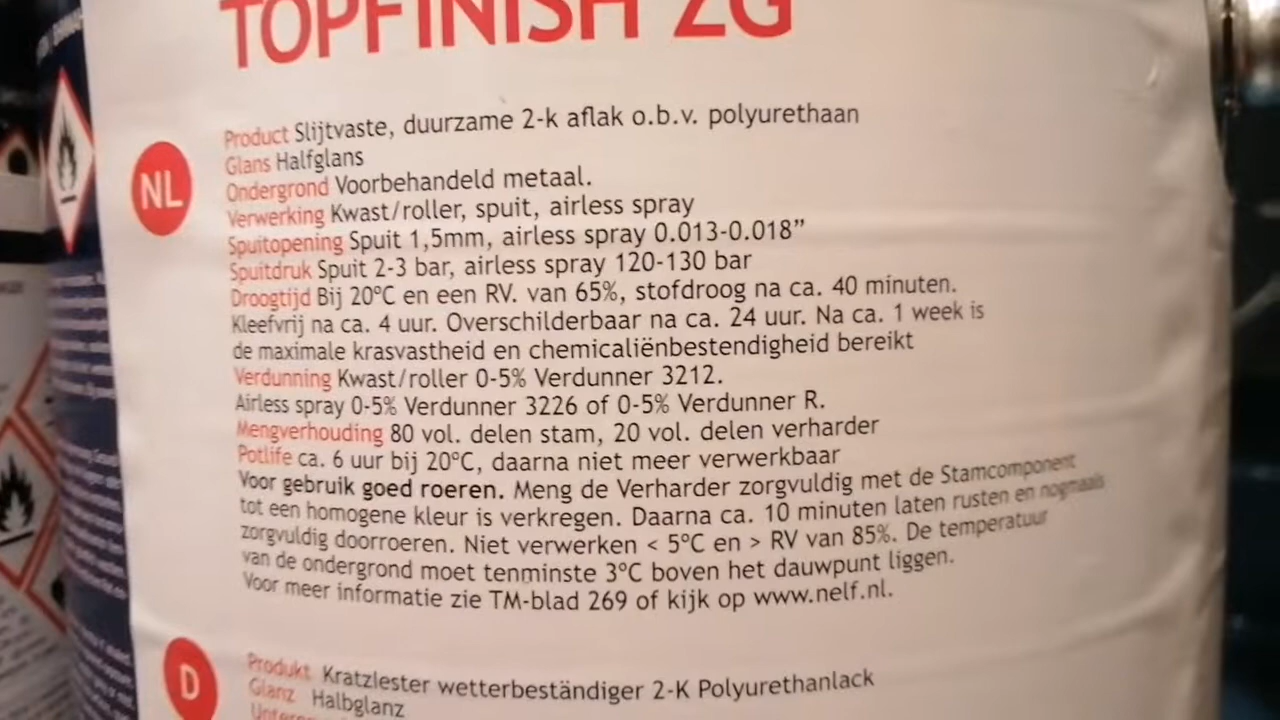 TOPFINISH 2G
NL
Product Slijtvaste, duurzame 2-k aflak o.b.v. polyurethaan
Glans Halfglans
Ondergrond Voorbehandeld metaal.
Verwerking Kwast/roller, spuit, airless spray
Spuitopening Spuit 1,5mm, airless spray 0.013-0.018”
Spuitdruk Spuit 2-3 bar, airless spray 120-130 bar
Droogtijd Bij 20ºC en een RV. van 65%, stofdroog na ca. 40 minuten.
Kleefvrij na ca. 4 uur. Overschilderbaar na ca. 24 uur. Na ca. 1 week is
de maximale krasvastheid en chemicaliënbestendigheid bereikt
Verdunning Kwast/roller 0-5% Verdunner 3212.
Airless spray 0-5% Verdunner 3226 of 0-5% Verdunner R.
Mengverhouding 80 vol. delen stam, 20 vol. delen verharder
Potlife ca. 6 uur bij 20ºC, daarna niet meer verwerkbaar
Voor gebruik goed roeren. Meng de Verharder zorgvuldig met de Stamcomponent
tot een homogene kleur is verkregen. Daarna ca. 10 minuten laten rusten en nogmaals
zorgvuldig doorroeren. Niet verwerken < 5ºC en > RV van 85%. De temperatuur
van de ondergrond moet tenminste 3ºC boven het dauwpunt liggen.
Voor meer informatie zie TM-blad 269 of kijk op www.nelf.nl.
D
Produkt Kratzfester wetterbeständiger 2-K Polyurethanlack
Glanz Halbglanz